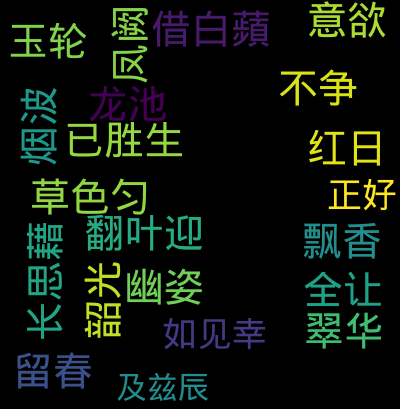 玉轮
凤阙
借白蘋
意欲
不争
烟波
龙池
已胜生
红日
草色匀
正好
翻叶迎
飘香
长思藉
韶光
幽姿
全让
翠华
如见幸
留春
及兹辰